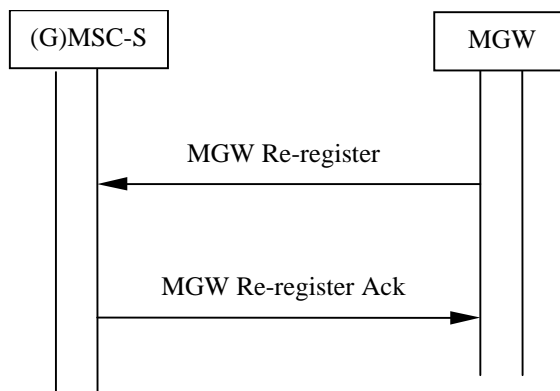 (G)MSC-S
MGW
MGW Re-register
MGW Re-register Ack